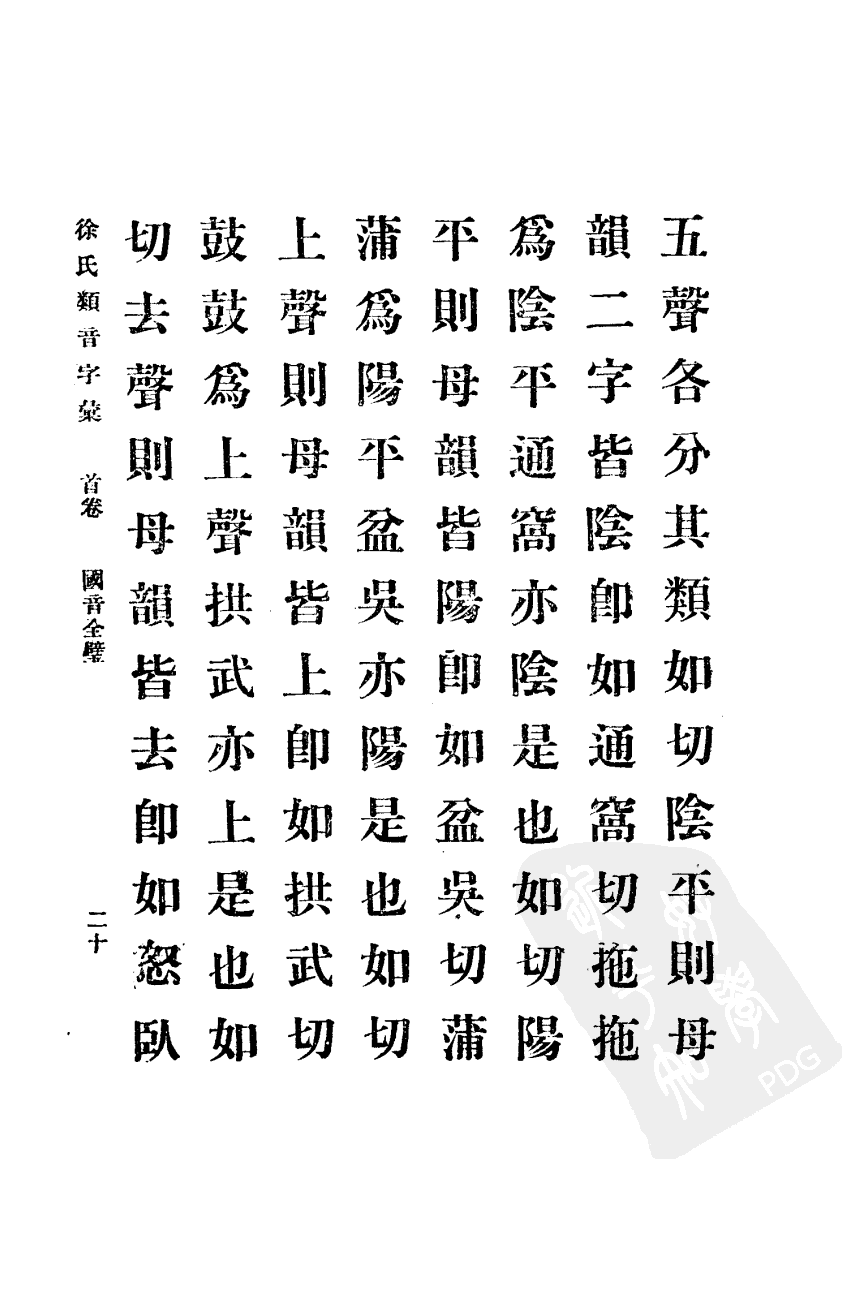 五聲各分其類如切陰平則母
韻二字皆陰卽如通窩切拖拖
爲陰平通窩亦陰是也如切陽
平則母韻皆陽卽如盆吳切蒲
蒲爲陽平盆吳亦陽是也如切
上聲則母韻皆上卽如拱武切
鼓鼓爲上聲拱武亦上是也如
切去聲則母韻皆去卽如怒臥
徐氏類音字彙 首卷 國音全璧 二十
PDG